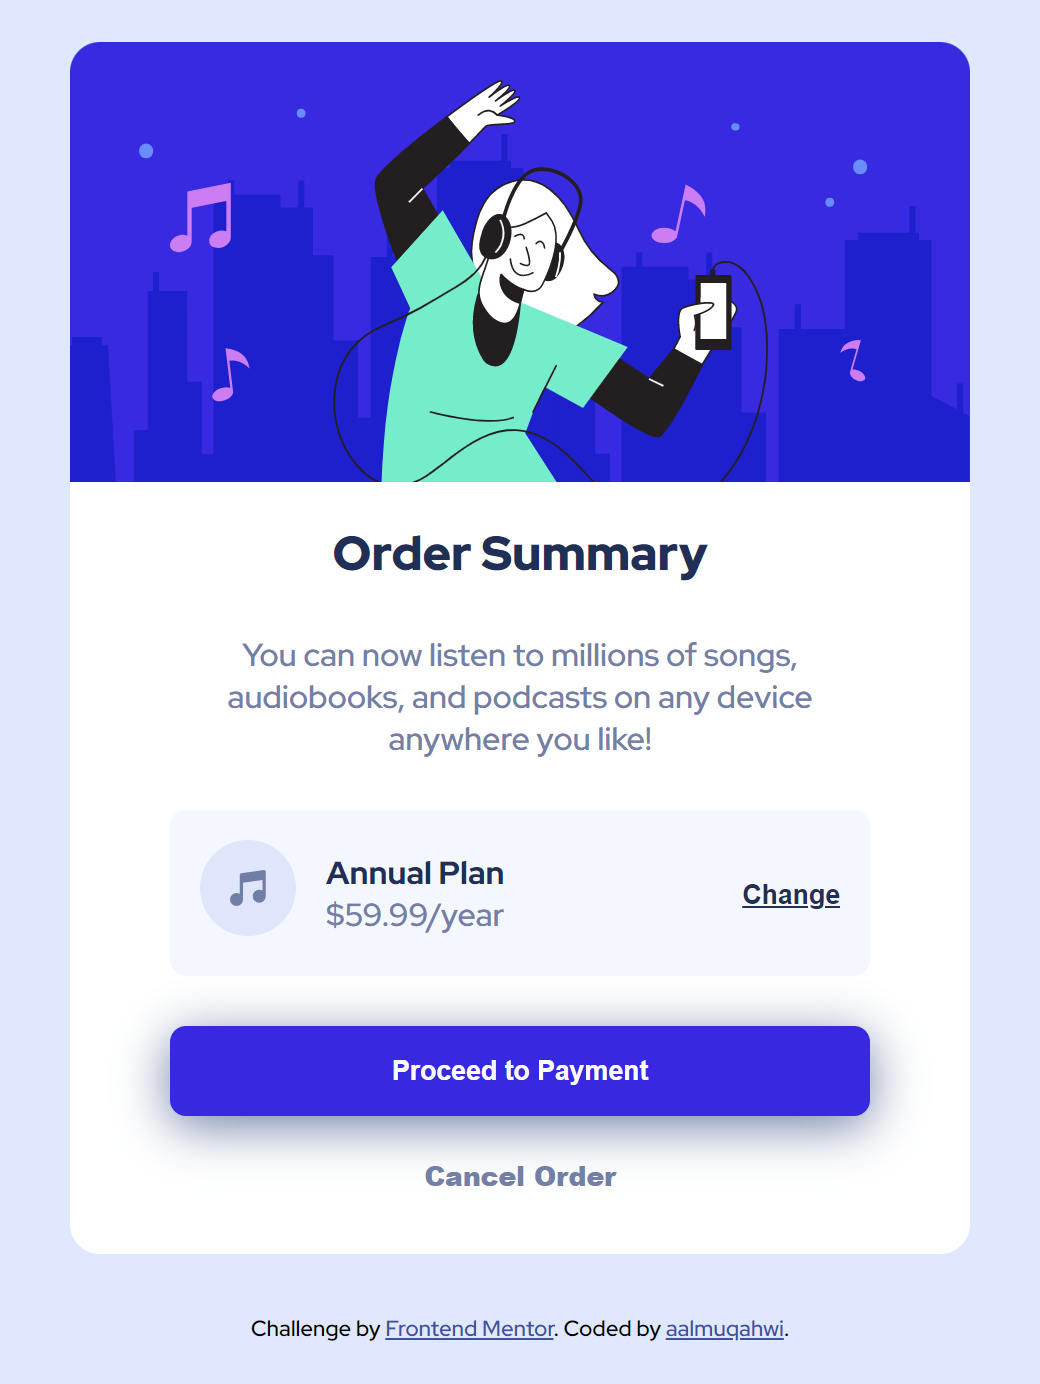 Order Summary
You can now listen to millions of songs,
audiobooks, and podcasts on any device
anywhere you like!
Annual Plan
$59.99/year
Change
Proceed to Payment
Cancel Order
Challenge by Frontend Mentor. Coded by aalmuqahwi.